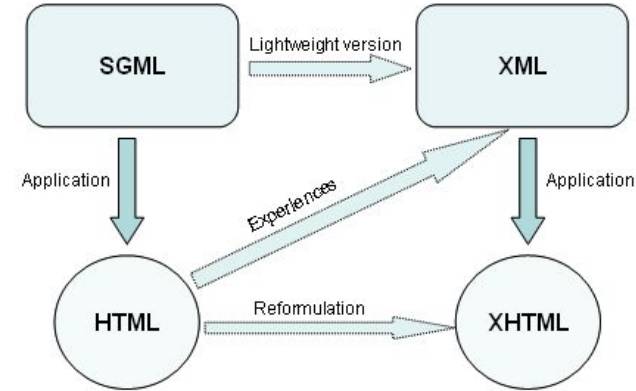 SGML
Lightweight version
XML
Application
Application
Experiences
HTML
Reformulation
XHTML